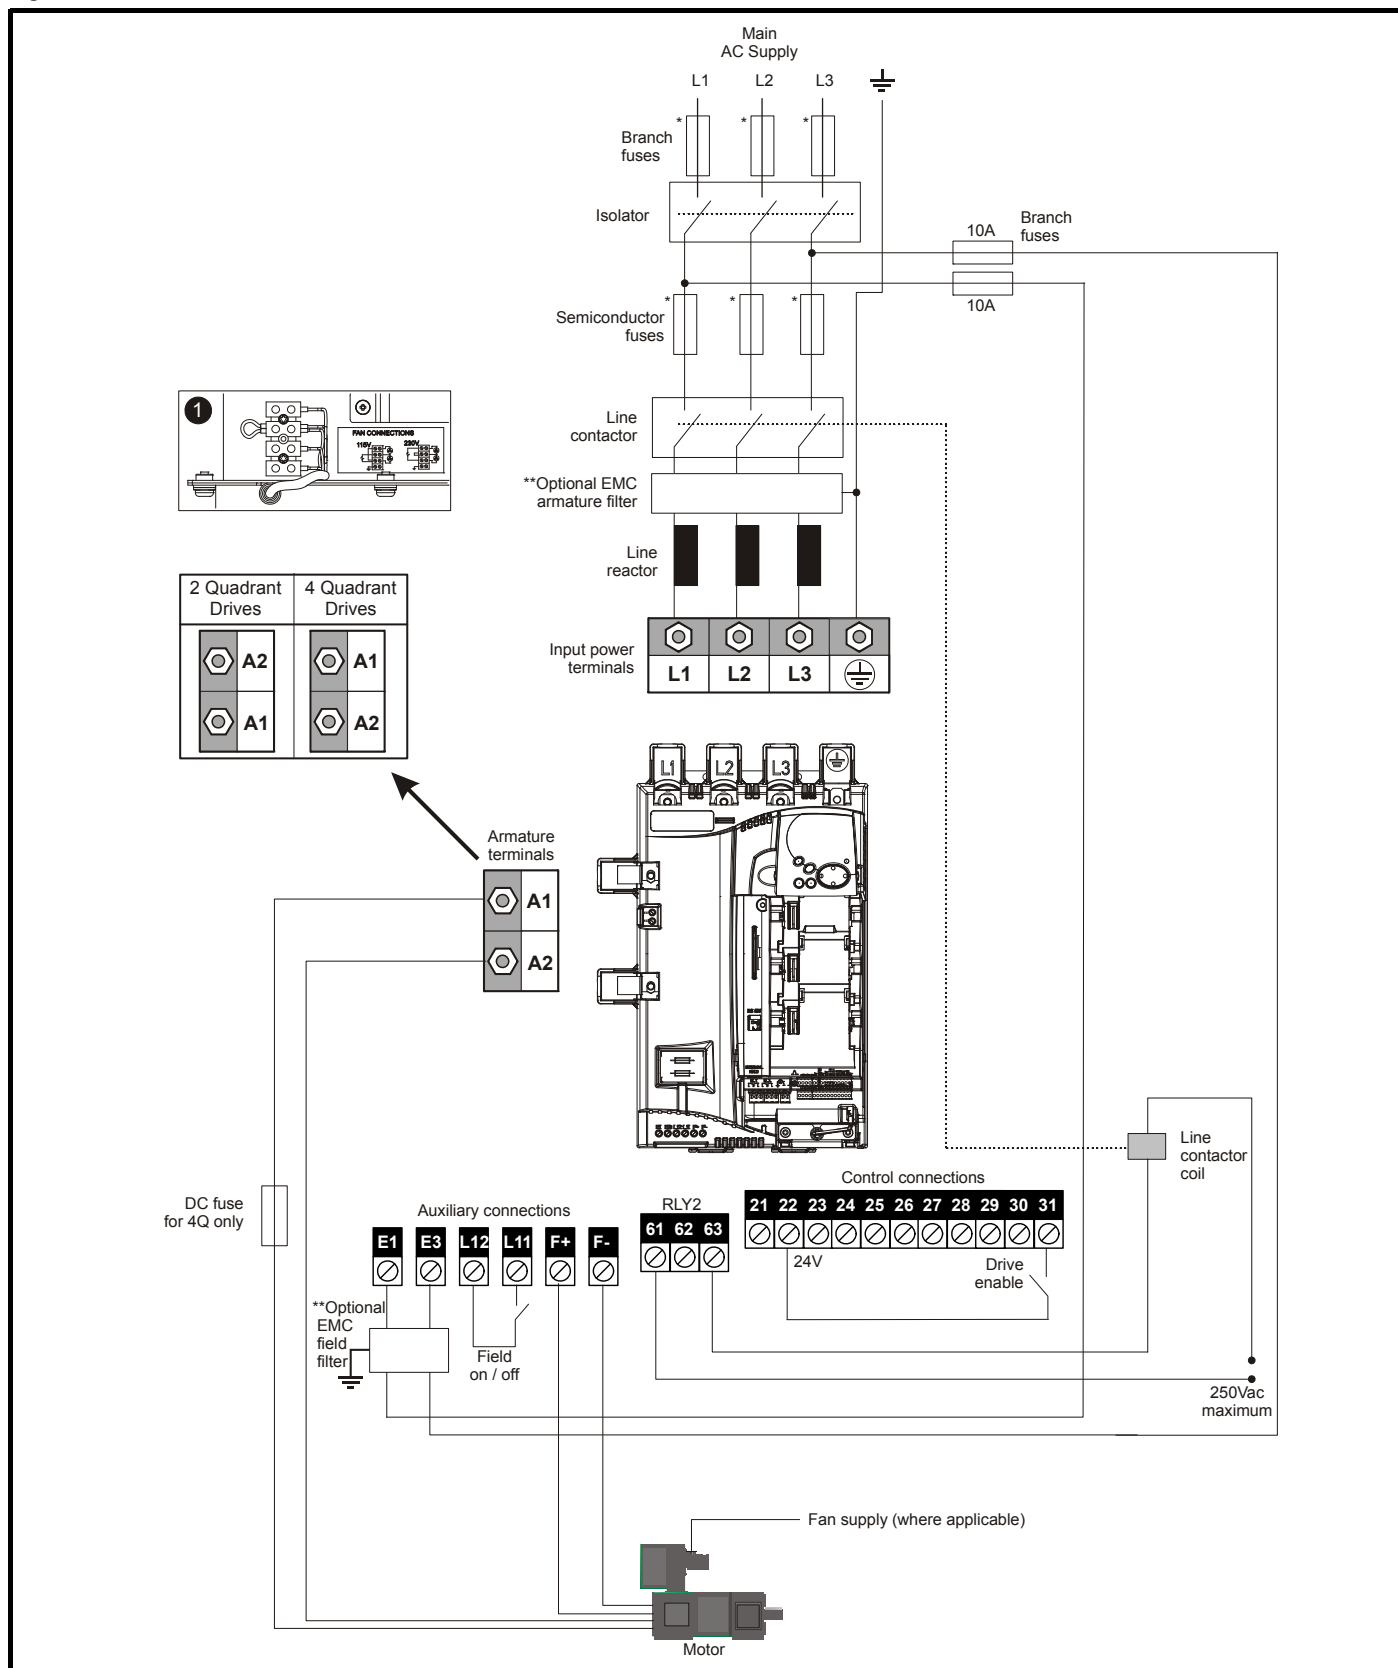 Main
AC Supply
L1 L2 L3
* * *
Branch
fuses
Isolator
10A
Branch
fuses
10A
* * *
Semiconductor
fuses
1
FAN CONNECTIONS
115V 230V
Line
contactor
**Optional EMC
armature filter
Line
reactor
2 Quadrant
Drives
4 Quadrant
Drives
A2 A1
A1 A2
Input power
terminals
L1 L2 L3
L1 L2 L3
Armature
terminals
A1
A2
Line
contactor
coil
DC fuse
for 4Q only
Auxiliary connections
E1 E3 L12 L11 F+ F-
RLY2
61 62 63
Control connections
21 22 23 24 25 26 27 28 29 30 31
24V
Drive
enable
**Optional
EMC
field
filter
Field
on / off
250Vac
maximum
Fan supply (where applicable)
Motor